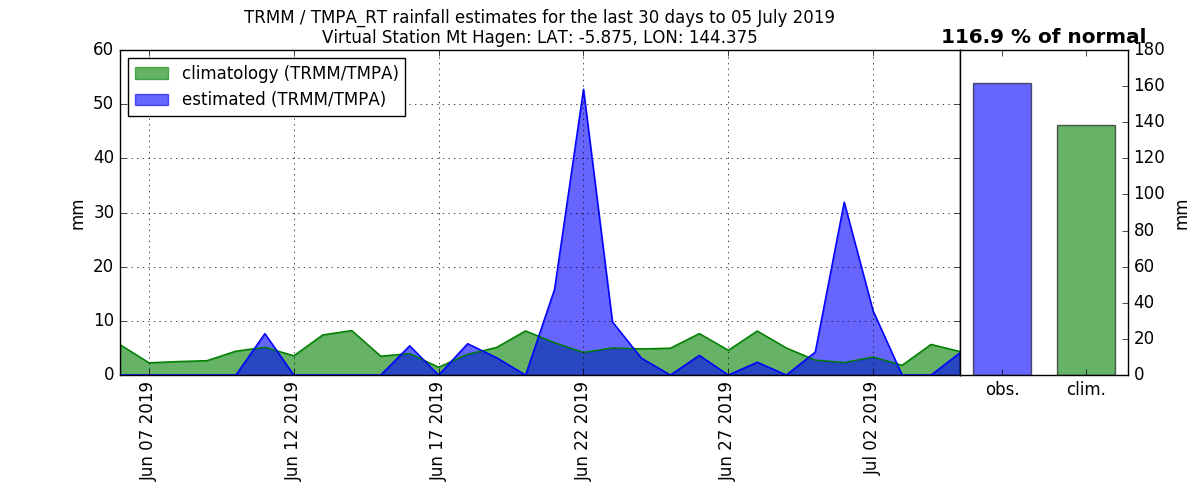 TRMM / TMPA_RT rainfall estimates for the last 30 days to 05 July 2019
Virtual Station Mt Hagen: LAT: -5.875, LON: 144.375
116.9 % of normal
climatology (TRMM/TMPA)
estimated (TRMM/TMPA)
60
50
40
30
20
10
0
mm
Jun 07 2019
Jun 12 2019
Jun 17 2019
Jun 22 2019
Jun 27 2019
Jul 02 2019
obs.
clim.
180
160
140
120
100
80
60
40
20
0
mm